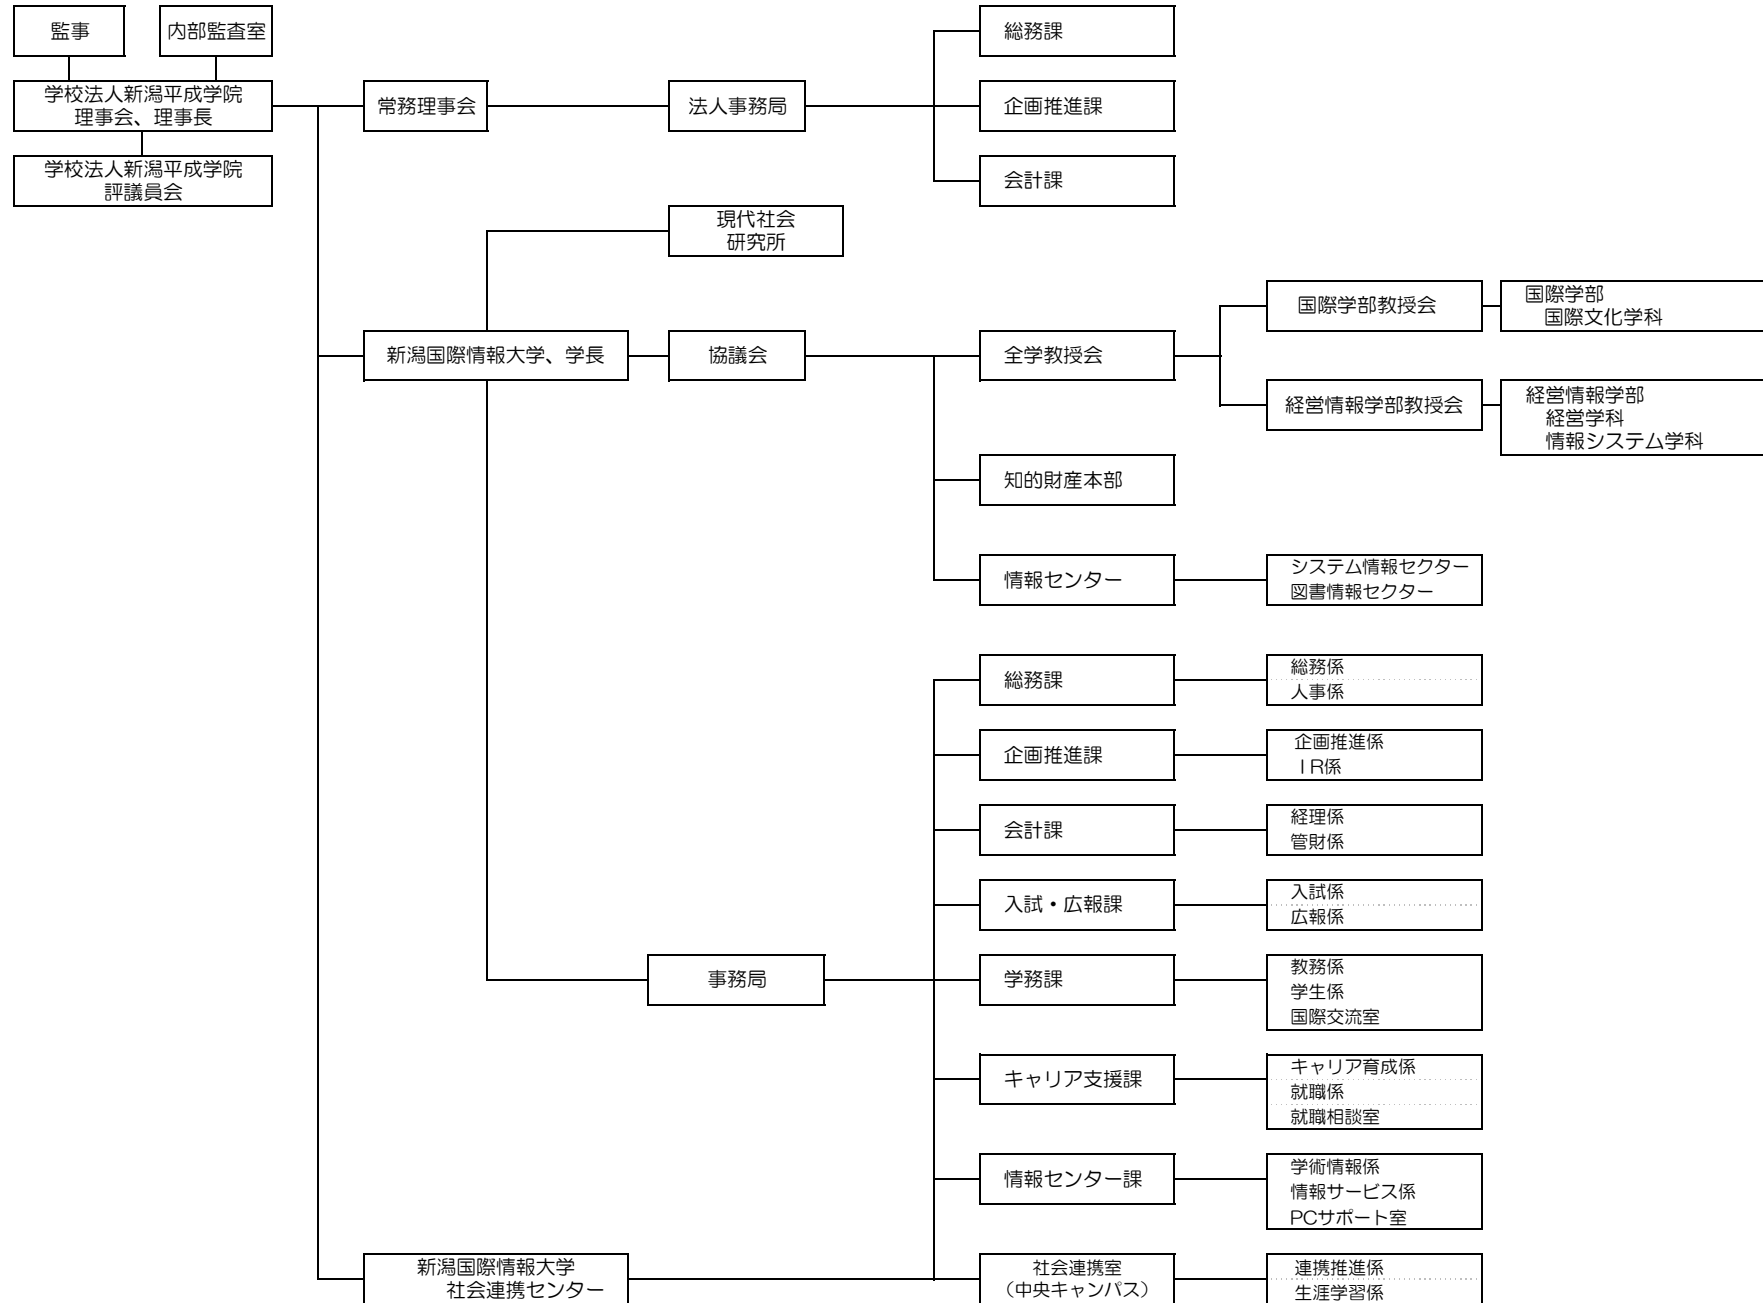 監事
内部監査室
学校法人新潟平成学院
理事会、理事長
学校法人新潟平成学院
評議員会
常務理事会
法人事務局
総務課
企画推進課
会計課
現代社会
研究所
新潟国際情報大学、学長
協議会
全学教授会
国際学部教授会
国際学部
国際文化学科
経営情報学部教授会
経営情報学部
経営学科
情報システム学科
知的財産本部
情報センター
システム情報セクター
図書情報セクター
事務局
総務課
総務係
人事係
企画推進課
企画推進係
IR係
会計課
経理係
管財係
入試・広報課
入試係
広報係
学務課
教務係
学生係
国際交流室
キャリア支援課
キャリア育成係
就職係
就職相談室
情報センター課
学術情報係
情報サービス係
PCサポート室
新潟国際情報大学
社会連携センター
社会連携室
(中央キャンパス)
連携推進係
生涯学習係